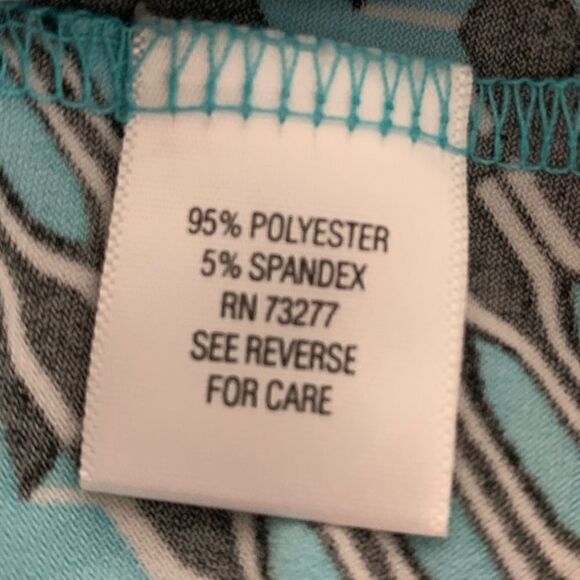 95% POLYESTER
5% SPANDEX
RN 73277
SEE REVERSE
FOR CARE